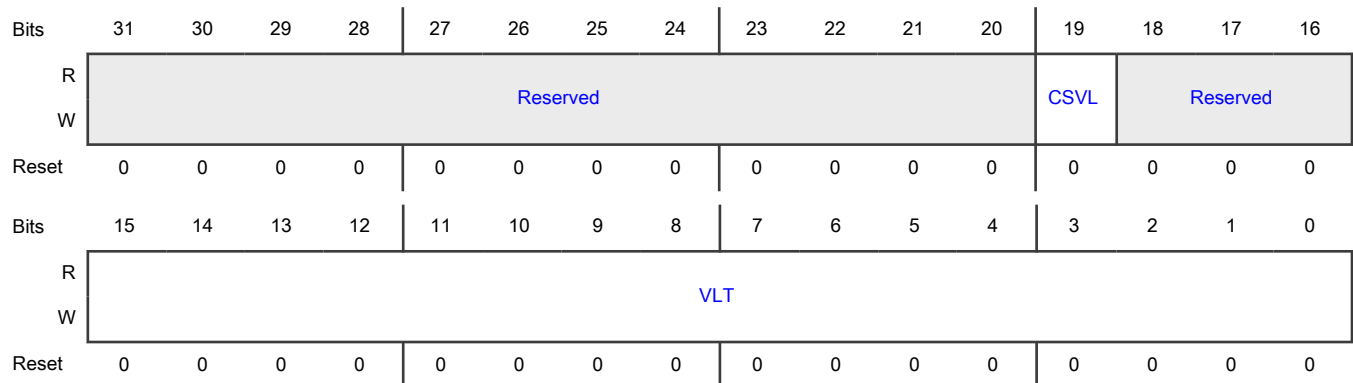 Bits 31 30 29 28 27 26 25 24 23 22 21 20 19 18 17 16
R
Reserved CSVL Reserved
W
Reset 0 0 0 0 0 0 0 0 0 0 0 0 0 0 0 0
Bits 15 14 13 12 11 10 9 8 7 6 5 4 3 2 1 0
R
VLT
W
Reset 0 0 0 0 0 0 0 0 0 0 0 0 0 0 0 0